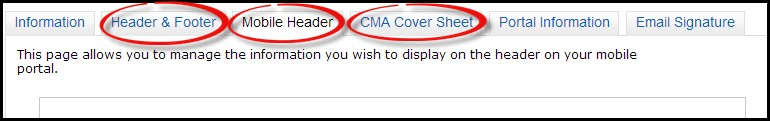 Information Header & Footer Mobile Header CMA Cover Sheet Portal Information Email Signature
This page allows you to manage the information you wish to display on the header on your mobile
portal.